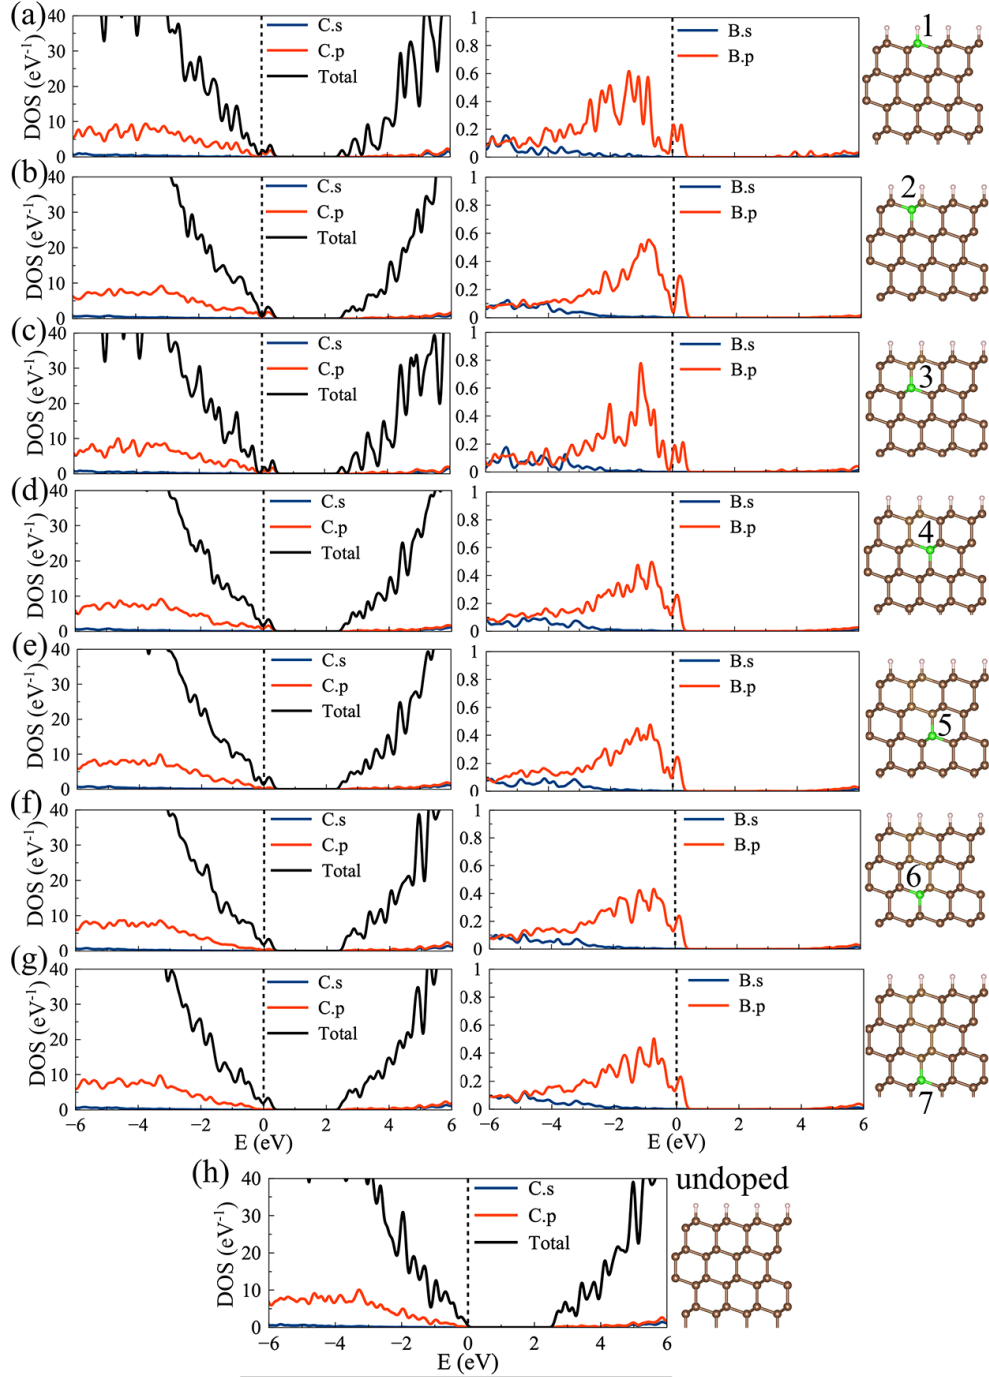 (a)
DOS (eV-1)
40
30
20
10
0
C.s
C.p
Total
1
0.8
0.6
0.4
0.2
0
B.s
B.p
1
(b)
DOS (eV-1)
40
30
20
10
0
C.s
C.p
Total
1
0.8
0.6
0.4
0.2
0
B.s
B.p
2
(c)
DOS (eV-1)
40
30
20
10
0
C.s
C.p
Total
1
0.8
0.6
0.4
0.2
0
B.s
B.p
3
(d)
DOS (eV-1)
40
30
20
10
0
C.s
C.p
Total
1
0.8
0.6
0.4
0.2
0
B.s
B.p
4
(e)
DOS (eV-1)
40
30
20
10
0
C.s
C.p
Total
1
0.8
0.6
0.4
0.2
0
B.s
B.p
5
(f)
DOS (eV-1)
40
30
20
10
0
C.s
C.p
Total
1
0.8
0.6
0.4
0.2
0
B.s
B.p
6
(g)
DOS (eV-1)
40
30
20
10
0
C.s
C.p
Total
−6 −4 −2 0 2 4 6
E (eV)
1
0.8
0.6
0.4
0.2
0
B.s
B.p
−6 −4 −2 0 2 4 6
E (eV)
7
(h)
DOS (eV-1)
40
30
20
10
0
C.s
C.p
Total
−6 −4 −2 0 2 4 6
E (eV)
undoped